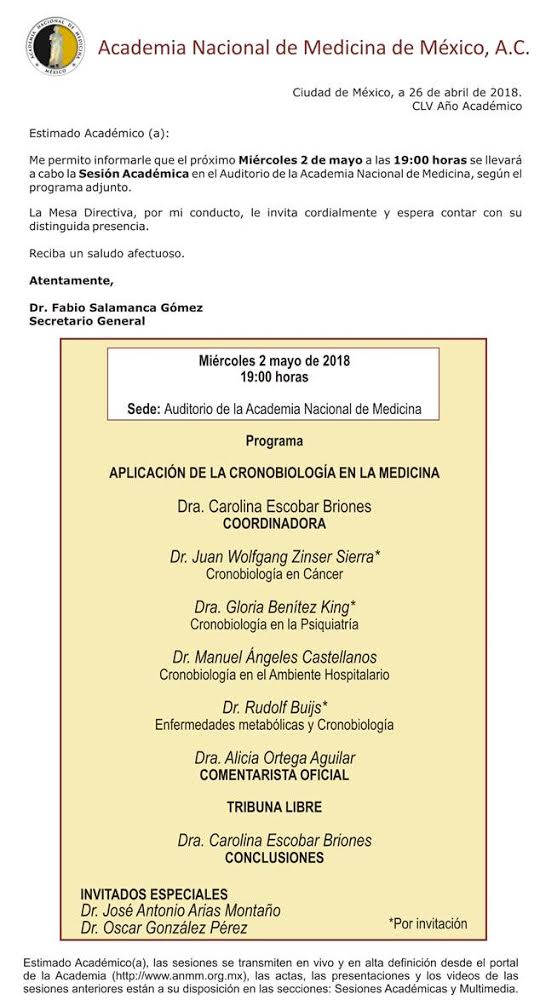 ACADEMIA NACIONAL DE MEDICINA
MÉXICO
Academia Nacional de Medicina de México, A.C.
Ciudad de México, a 26 de abril de 2018.
CLV Año Académico
Estimado Académico (a):
Me permito informarle que el próximo Miércoles 2 de mayo a las 19:00 horas se llevará
a cabo la Sesión Académica en el Auditorio de la Academia Nacional de Medicina, según el
programa adjunto.
La Mesa Directiva, por mi conducto, le invita cordialmente y espera contar con su
distinguida presencia.
Reciba un saludo afectuoso.
Atentamente,
Dr. Fabio Salamanca Gómez
Secretario General
Miércoles 2 mayo de 2018
19:00 horas
Sede: Auditorio de la Academia Nacional de Medicina
Programa
APLICACIÓN DE LA CRONOBIOLOGÍA EN LA MEDICINA
Dra. Carolina Escobar Briones
COORDINADORA
Dr. Juan Wolfgang Zinser Sierra*
Cronobiología en Cáncer
Dra. Gloria Benítez King*
Cronobiología en la Psiquiatría
Dr. Manuel Ángeles Castellanos
Cronobiología en el Ambiente Hospitalario
Dr. Rudolf Buijs*
Enfermedades metabólicas y Cronobiología
Dra. Alicia Ortega Aguilar
COMENTARISTA OFICIAL
TRIBUNA LIBRE
Dra. Carolina Escobar Briones
CONCLUSIONES
INVITADOS ESPECIALES
Dr. José Antonio Arias Montaño
Dr. Oscar González Pérez
*Por invitación
Estimado Académico(a), las sesiones se transmiten en vivo y en alta definición desde el portal
de la Academia (http://www.anmm.org.mx), las actas, las presentaciones y los videos de las
sesiones anteriores están a su disposición en las secciones: Sesiones Académicas y Multimedia.